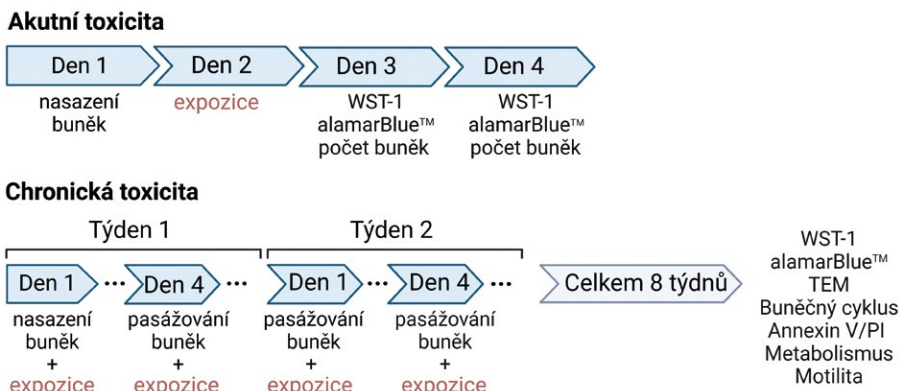 Akutní toxicita
Den 1
Den 2
Den 3
Den 4
nasazení
buněk
expozice
WST-1
alamarBlue™
počet buněk
WST-1
alamarBlue™
počet buněk
Chronická toxicita
Týden 1
Týden 2
Den 1
...
Den 4
...
Den 1
...
Den 4
...
Celkem 8 týdnů
nasazení
buněk
+
expozice
pasážování
buněk
+
expozice
pasážování
buněk
+
expozice
pasážování
buněk
+
expozice
WST-1
alamarBlue™
TEM
Buněčný cyklus
Annexin V/PI
Metabolismus
Motilita